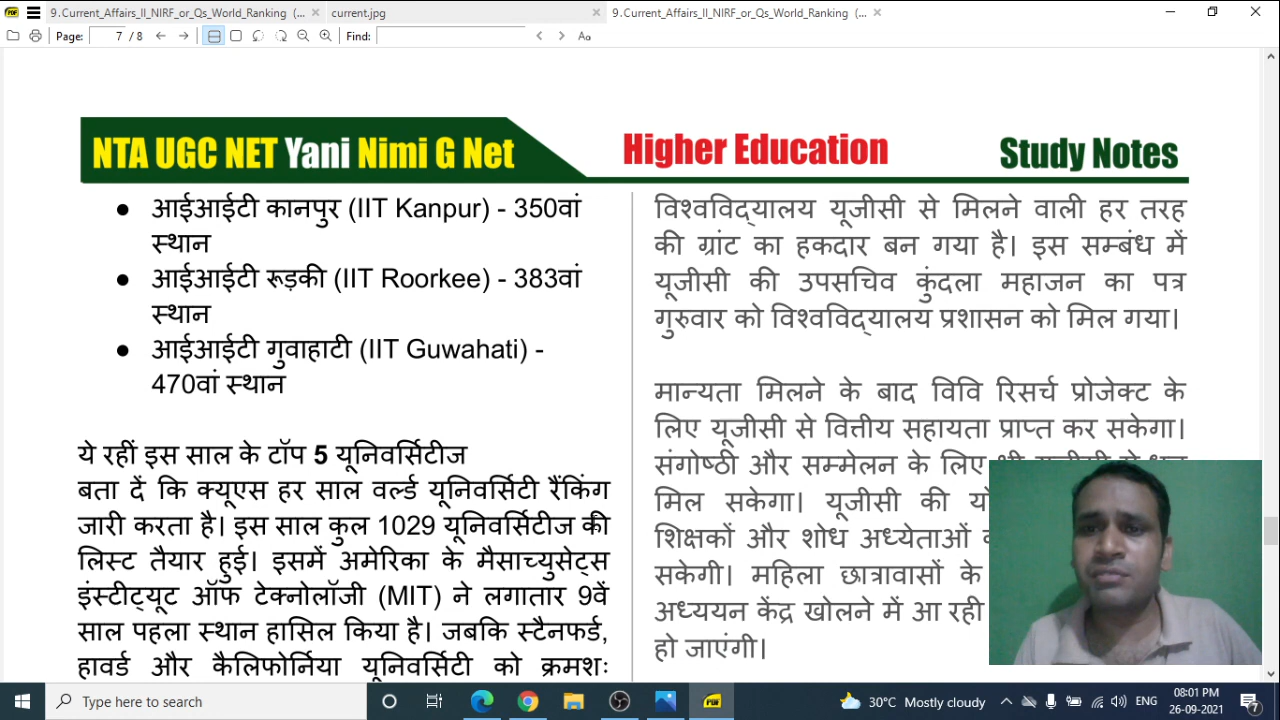 9.Current_Affairs_II_NIRF_or_Qs_World_Ranking (...
current.jpg
9.Current_Affairs_II_NIRF_or_Qs_World_Ranking (...
Page: 7 / 8 Find: Aa
NTA UGC NET Yani Nimi G Net
Higher Education
Study Notes
● आईआईटी कानपुर (IIT Kanpur) - 350वां
स्थान
● आईआईटी रूड़की (IIT Roorkee) - 383वां
स्थान
● आईआईटी गुवाहाटी (IIT Guwahati) -
470वां स्थान
ये रहीं इस साल के टॉप 5 यूनिवर्सिटीज
बता दें कि क्यूएस हर साल वर्ल्ड यूनिवर्सिटी रैंकिंग
जारी करता है। इस साल कुल 1029 यूनिवर्सिटीज की
लिस्ट तैयार हुई। इसमें अमेरिका के मैसाच्युसेट्स
इंस्टीट्यूट ऑफ टेक्नोलॉजी (MIT) ने लगातार 9वें
साल पहला स्थान हासिल किया है। जबकि स्टैनफर्ड,
हावर्ड और कैलिफोर्निया यूनिवर्सिटी को क्रमशः
विश्वविद्यालय यूजीसी से मिलने वाली हर तरह
की ग्रांट का हकदार बन गया है। इस सम्बंध में
यूजीसी की उपसचिव कुंदला महाजन का पत्र
गुरुवार को विश्वविद्यालय प्रशासन को मिल गया।
मान्यता मिलने के बाद विवि रिसर्च प्रोजेक्ट के
लिए यूजीसी से वित्तीय सहायता प्राप्त कर सकेगा।
संगोष्ठी और सम्मेलन के लिए
मिल सकेगा। यूजीसी की
शिक्षकों और शोध अध्येताओं
सकेगी। महिला छात्रावासों के
अध्ययन केंद्र खोलने में आ रही
हो जाएंगी।
Type here to search
30°C Mostly cloudy
ENG
08:01 PM
26-09-2021
7